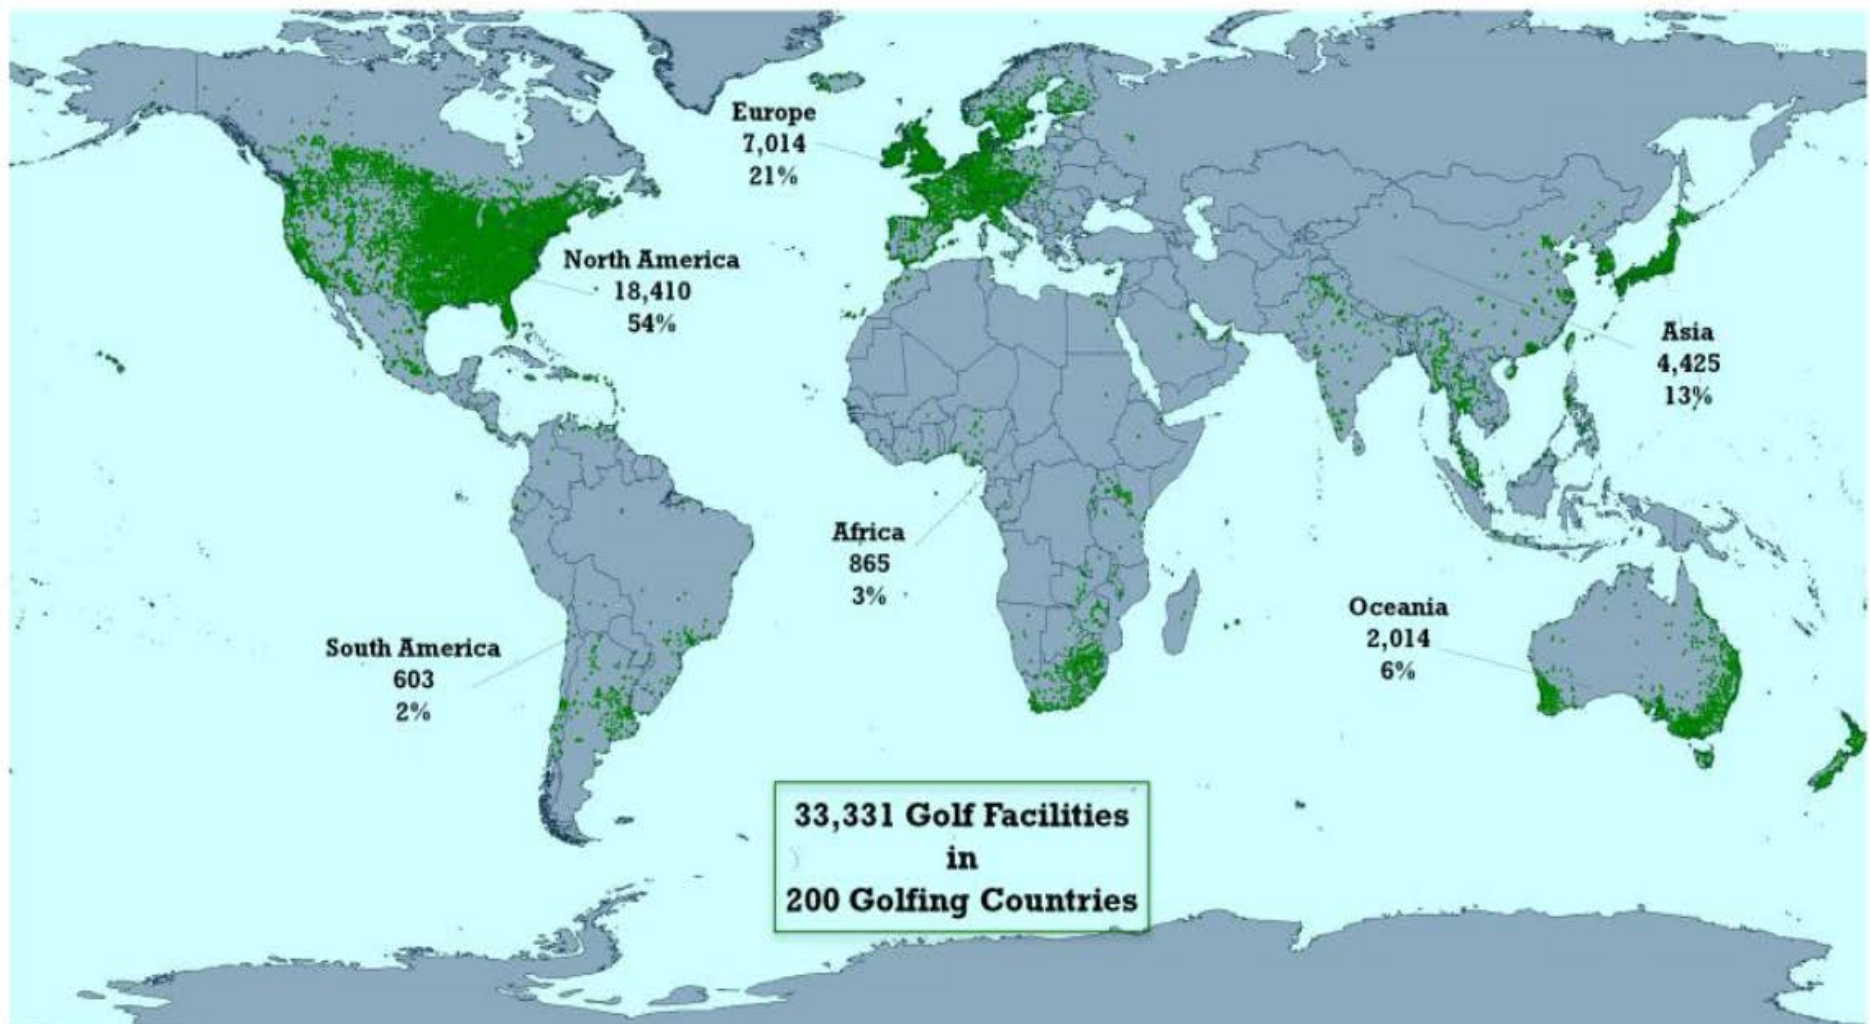 Europe
7,014
21%
North America
18,410
54%
Asia
4,425
13%
Africa
865
3%
Oceania
2,014
6%
South America
603
2%
33,331 Golf Facilities
in
200 Golfing Countries